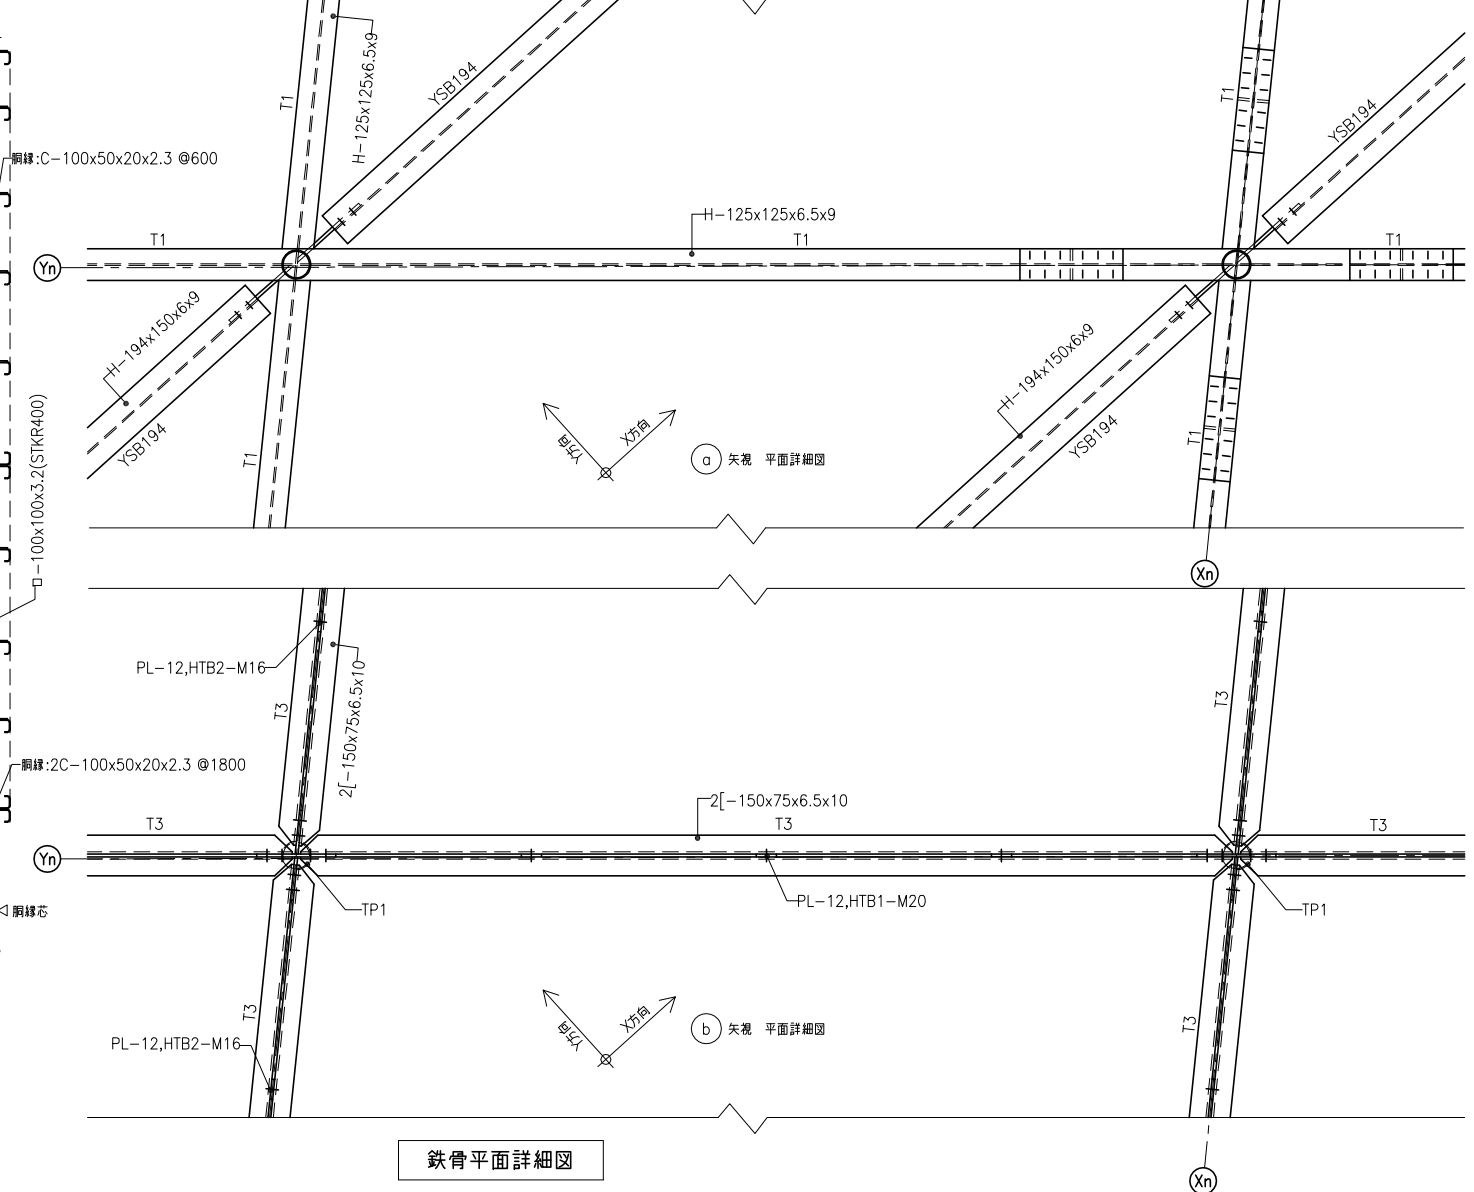 T1
H-125x125x6.5x9
YSB194
T1
YSB194
胴縁:C-100x50x20x2.3 @600
H-125x125x6.5x9
T1
T1
T1
Yn
H-194x150x6x9
H-194x150x6x9
□-100x100x3.2(STKR400)
YSB194
T1
Y方向
X方向
a 矢視 平面詳細図
YSB194
T1
Xn
PL-12,HTB2-M16
T3
2[-150x75x6.5x10
T3
胴縁:2C-100x50x20x2.3 @1800
2[-150x75x6.5x10
T3
T3
T3
Yn
PL-12,HTB1-M20
胴縁芯
TP1
TP1
T3
Y方向
X方向
b 矢視 平面詳細図
T3
PL-12,HTB2-M16
鉄骨平面詳細図
Xn